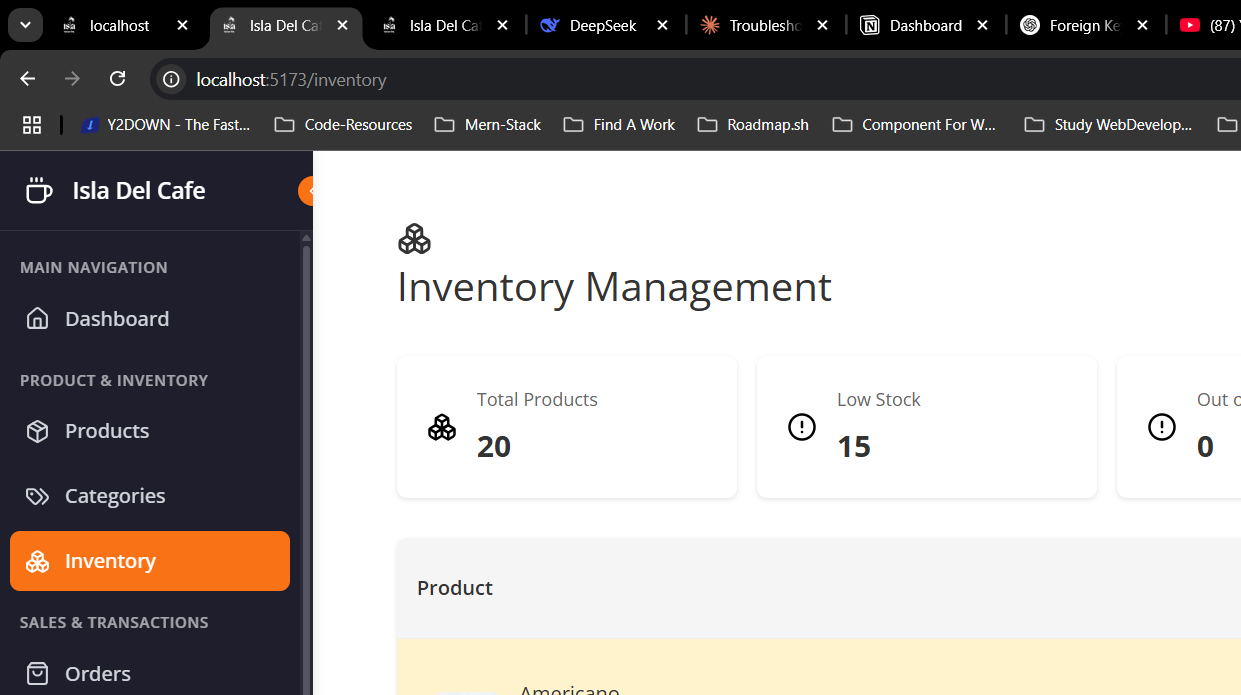 localhost
Isla Del Ca
Isla Del Ca
DeepSeek
Troublesho
Dashboard
Foreign Ke
(87)
localhost:5173/inventory
Y2DOWN - The Fast...
Code-Resources
Mern-Stack
Find A Work
Roadmap.sh
Component For W...
Study WebDevelop...
Isla Del Cafe
MAIN NAVIGATION
Dashboard
PRODUCT & INVENTORY
Products
Categories
Inventory
SALES & TRANSACTIONS
Orders
Inventory Management
Total Products
20
Low Stock
15
Out o
0
Product
Americano